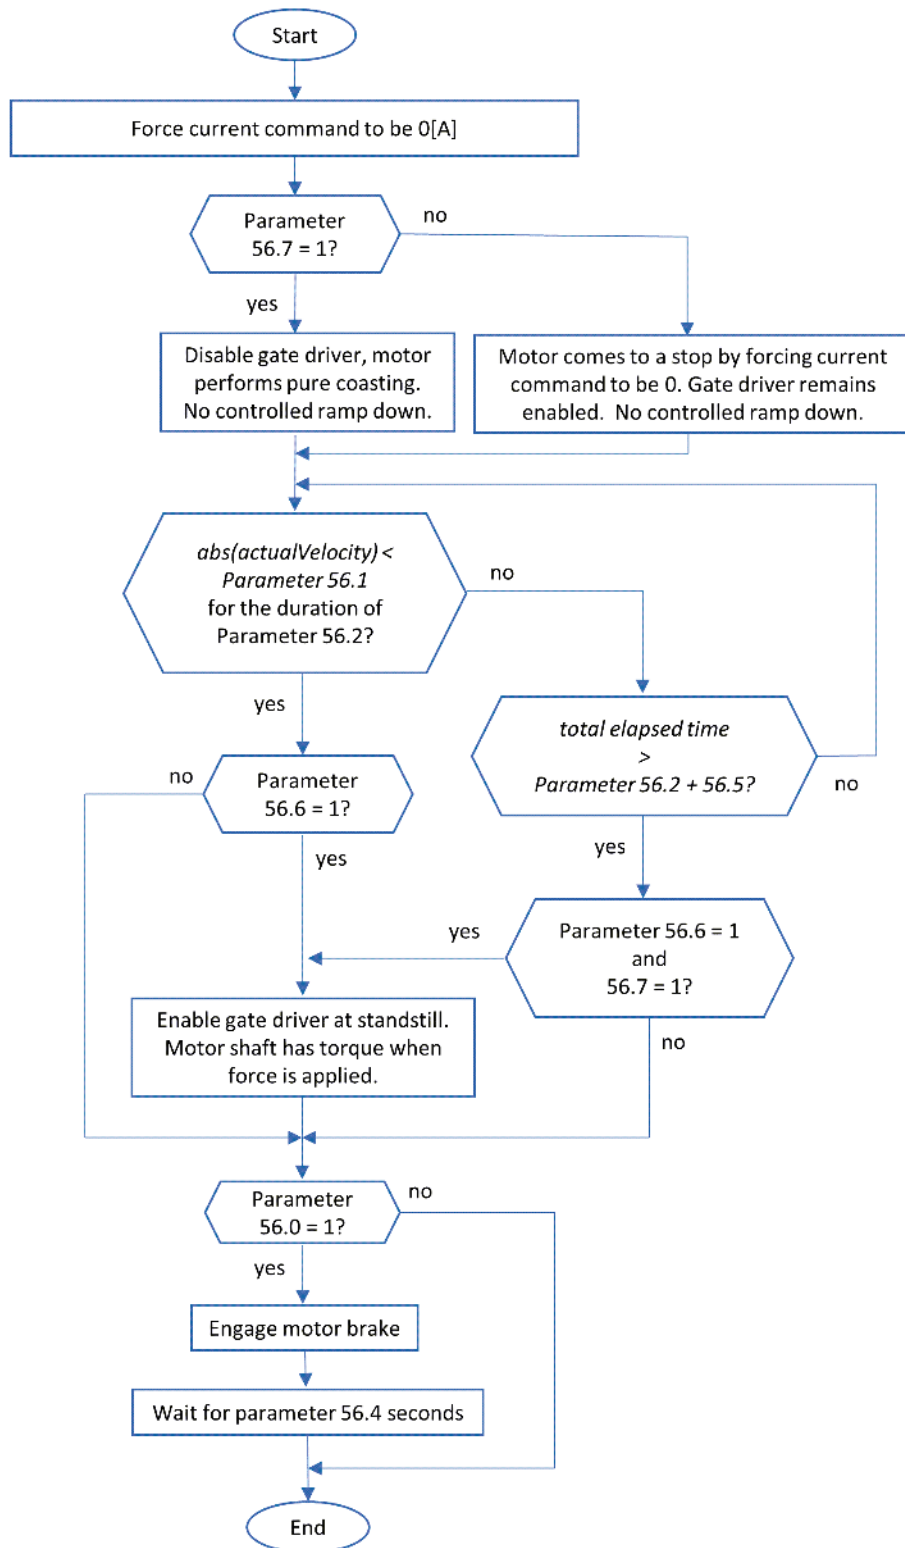 Start
Force current command to be 0[A]
Parameter
56.7 = 1?
no
yes
Disable gate driver, motor
performs pure coasting.
No controlled ramp down.
Motor comes to a stop by forcing current
command to be 0. Gate driver remains
enabled.  No controlled ramp down.
abs(actualVelocity) <
Parameter 56.1
for the duration of
Parameter 56.2?
no
yes
total elapsed time
>
Parameter 56.2 + 56.5?
no
yes
no
Parameter
56.6 = 1?
yes
Parameter 56.6 = 1
and
56.7 = 1?
yes
no
Enable gate driver at standstill.
Motor shaft has torque when
force is applied.
Parameter
56.0 = 1?
no
yes
Engage motor brake
Wait for parameter 56.4 seconds
End